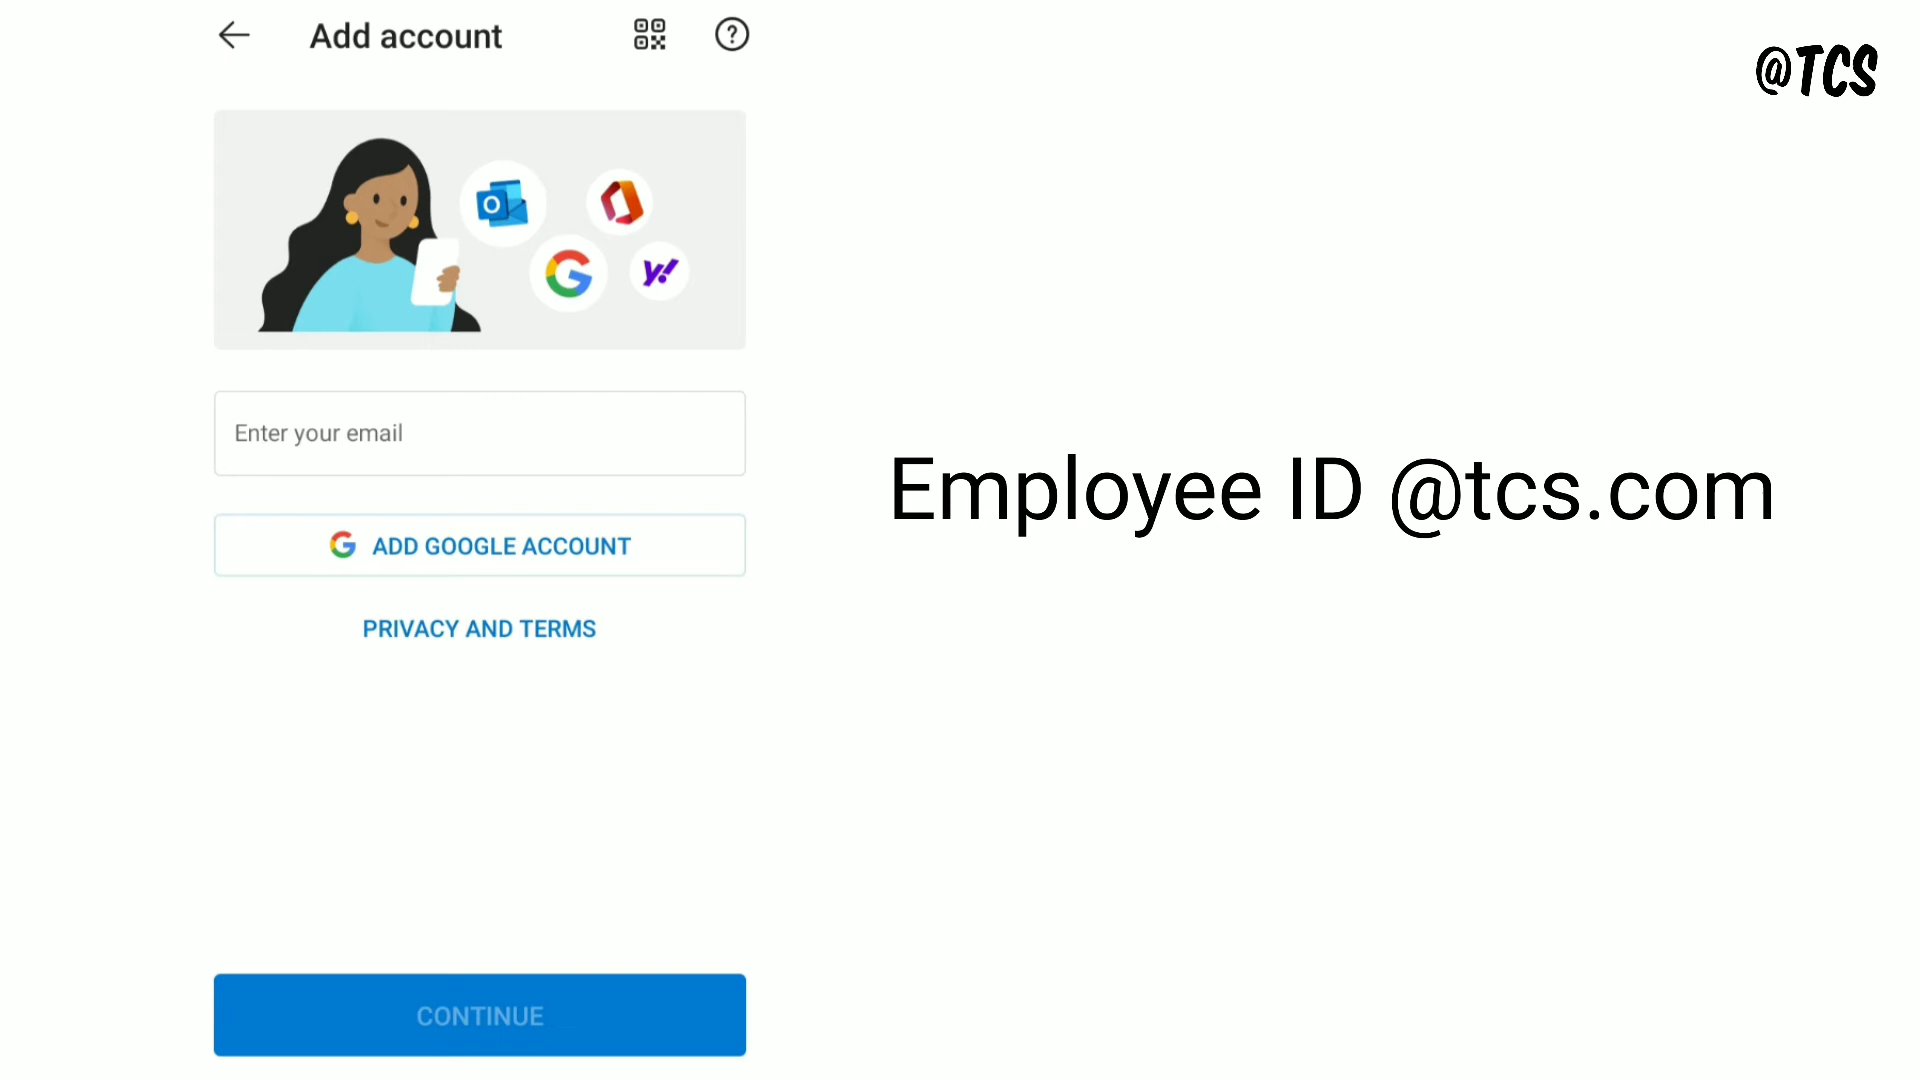 Add account
@TCS
Enter your email
Employee ID @tcs.com
ADD GOOGLE ACCOUNT
PRIVACY AND TERMS
CONTINUE